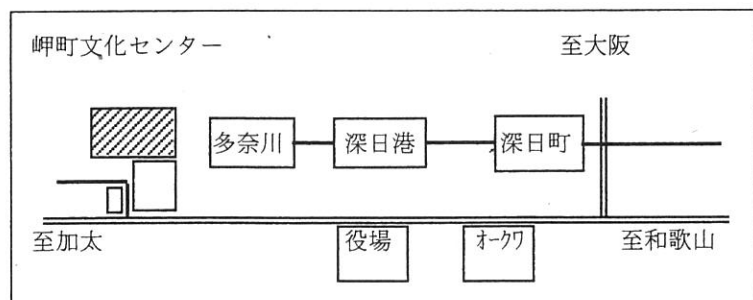 岬町文化センター
至大阪
多奈川
深日港
深日町
至加太
役場
オークワ
至和歌山